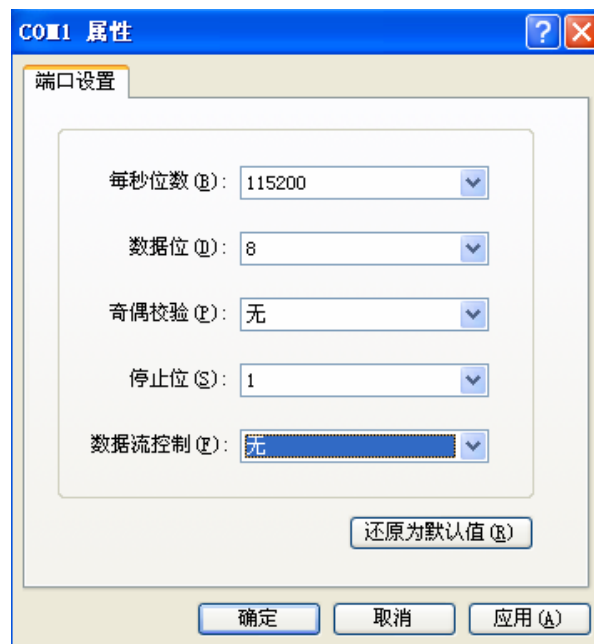 COM1 属性
端口设置
每秒位数(B): 115200
数据位(D): 8
奇偶校验(P): 无
停止位(S): 1
数据流控制(F): 无
还原为默认值(R)
确定 取消 应用(A)